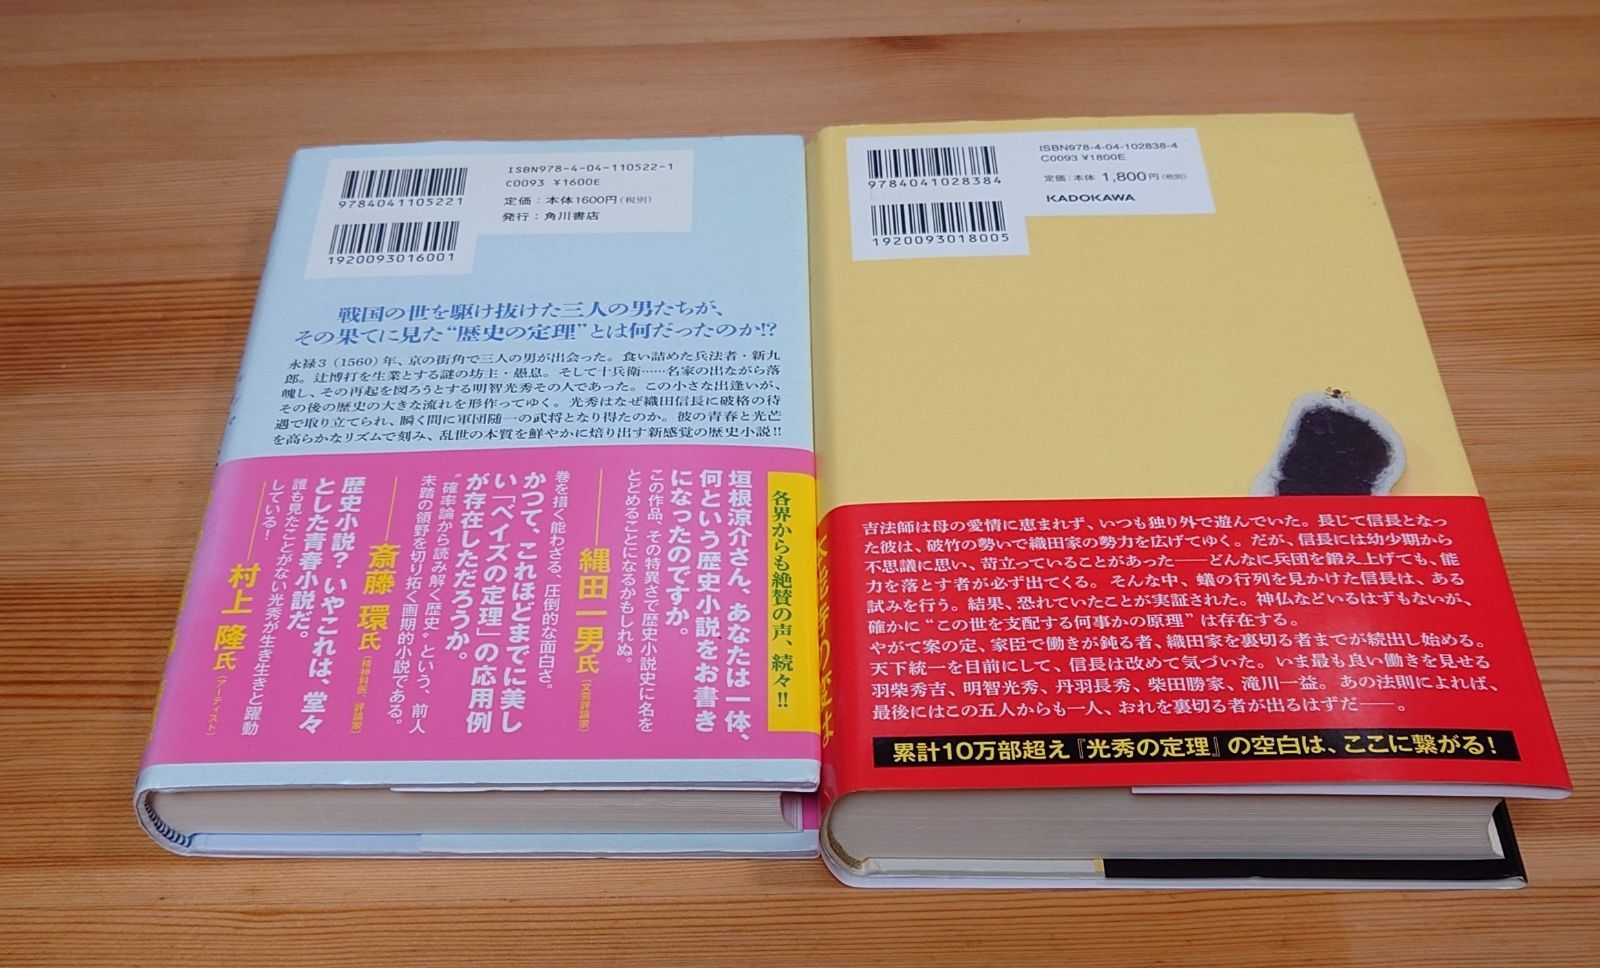 9784041105221
ISBN978-4-04-110522-1
C0093 ¥1600E
定価：本体1600円（税別）
発行：角川書店
1920093016001
戦国の世を駆け抜けた三人の男たちが、
その果てに見た“歴史の定理”とは何だったのか!?
永禄3（1560）年、京の街角で三人の男が出会った。食い詰めた兵法者・新九
郎。辻博打を生業とする謎の坊主・愚息。そして十兵衛……名家の出ながら落
魄し、その再起を図ろうとする明智光秀その人であった。この小さな出逢いが、
その後の歴史の大きな流れを形作ってゆく。光秀はなぜ織田信長に破格の待
遇で取り立てられ、瞬く間に軍団随一の武将となり得たのか。彼の青春と光芒
を高らかなリズムで刻み、乱世の本質を鮮やかに焙り出す新感覚の歴史小説!!
各界からも絶賛の声、続々!!
垣根涼介さん、あなたは一体、
何という歴史小説をお書き
になったのですか。
この作品、その特異さで歴史小説史に名を
とどめることになるかもしれぬ。
縄田一男氏（文芸評論家）
巻を措く能わざる、圧倒的な面白さ。
かつて、これほどまでに美し
い「ベイズの定理」の応用例
が存在しただろうか。
“確率論から読み解く歴史”という、前人
未踏の領野を切り拓く画期的小説である。
斎藤 環氏（精神科医・評論家）
歴史小説？ いやこれは、堂々
とした青春小説だ。
誰も見たことがない光秀が生き生きと躍動
している！
村上 隆氏（アーティスト）
9784041028384
ISBN978-4-04-102838-4
C0093 ¥1800E
定価：本体 1,800円（税別）
KADOKAWA
1920093018005
吉法師は母の愛情に恵まれず、いつも独り外で遊んでいた。長じて信長となっ
た彼は、破竹の勢いで織田家の勢力を広げてゆく。だが、信長には幼少期から
不思議に思い、苛立っていることがあった――どんなに兵団を鍛え上げても、能
力を落とす者が必ず出てくる。そんな中、蟻の行列を見かけた信長は、ある
試みを行う。結果、恐れていたことが実証された。神仏などいるはずもないが、
確かに“この世を支配する何事かの原理”は存在する。
やがて案の定、家臣で働きが鈍る者、織田家を裏切る者までが続出し始める。
天下統一を目前にして、信長は改めて気づいた。いま最も良い働きを見せる
羽柴秀吉、明智光秀、丹羽長秀、柴田勝家、滝川一益。あの法則によれば、
最後にはこの五人からも一人、おれを裏切る者が出るはずだ――。
累計10万部超え『光秀の定理』の空白は、ここに繋がる！